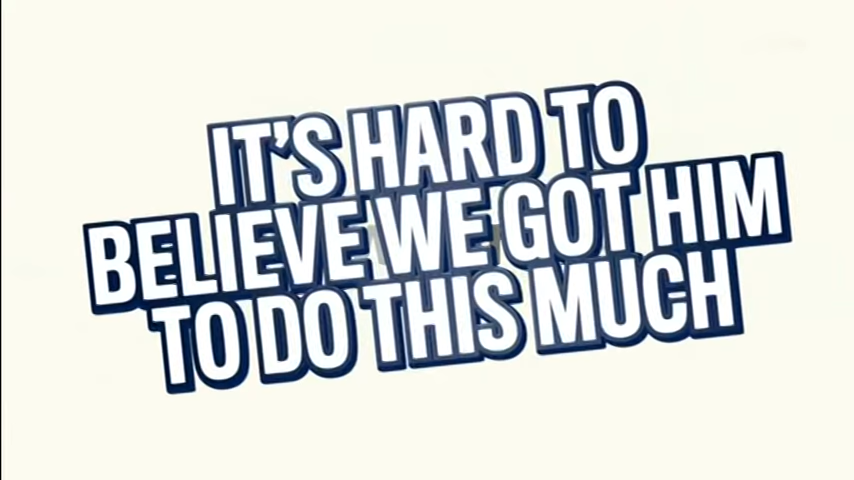 IT'S HARD TO
BELIEVE WE GOT HIM
TO DO THIS MUCH